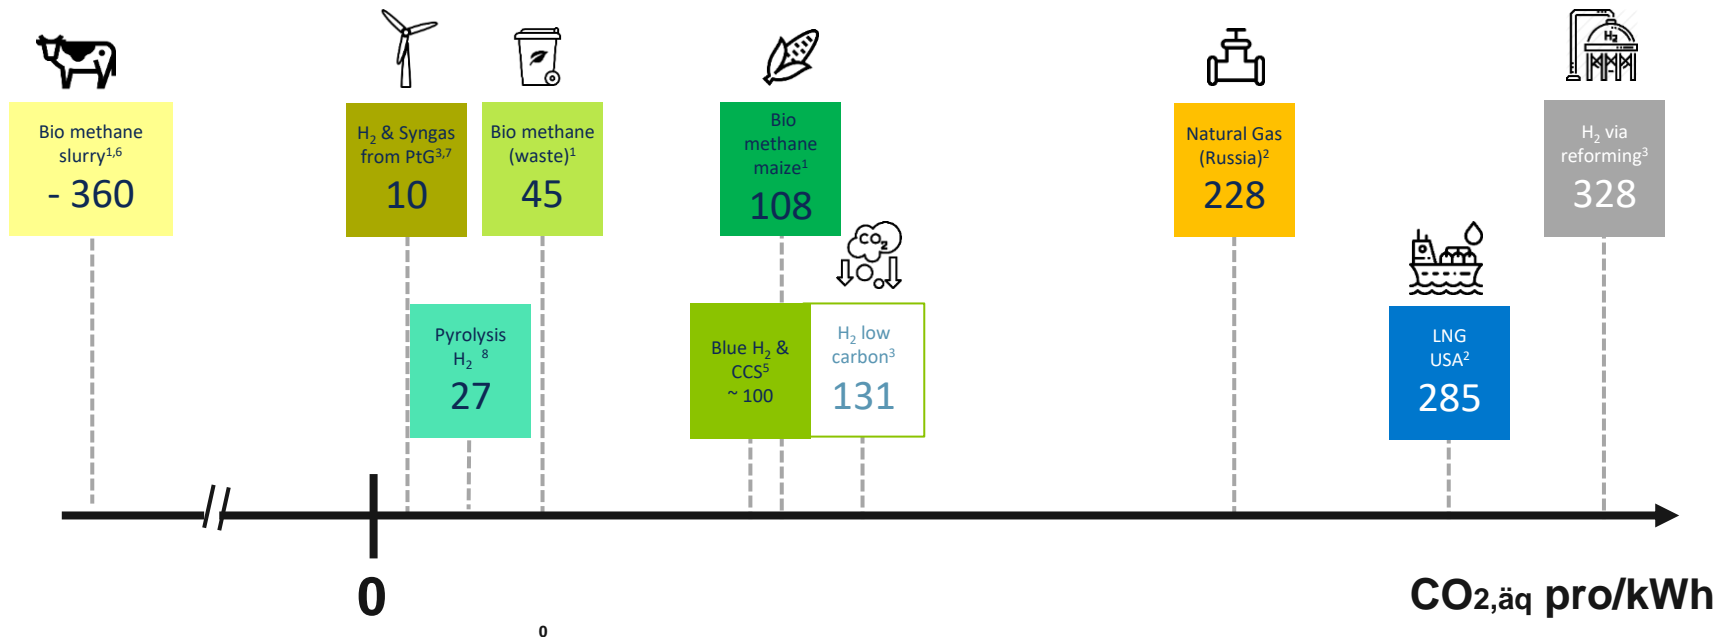 Bio methane
slurry1,6
- 360
H2 & Syngas
from PtG3,7
10
Bio methane
(waste)1
45
Bio
methane
maize1
108
Natural Gas
(Russia)2
228
H2
H2 via
reforming3
328
CO2
Pyrolysis
H2 8
27
Blue H2 &
CCS5
~ 100
H2 low
carbon3
131
LNG
USA2
285
0
CO2,äq pro/kWh
0